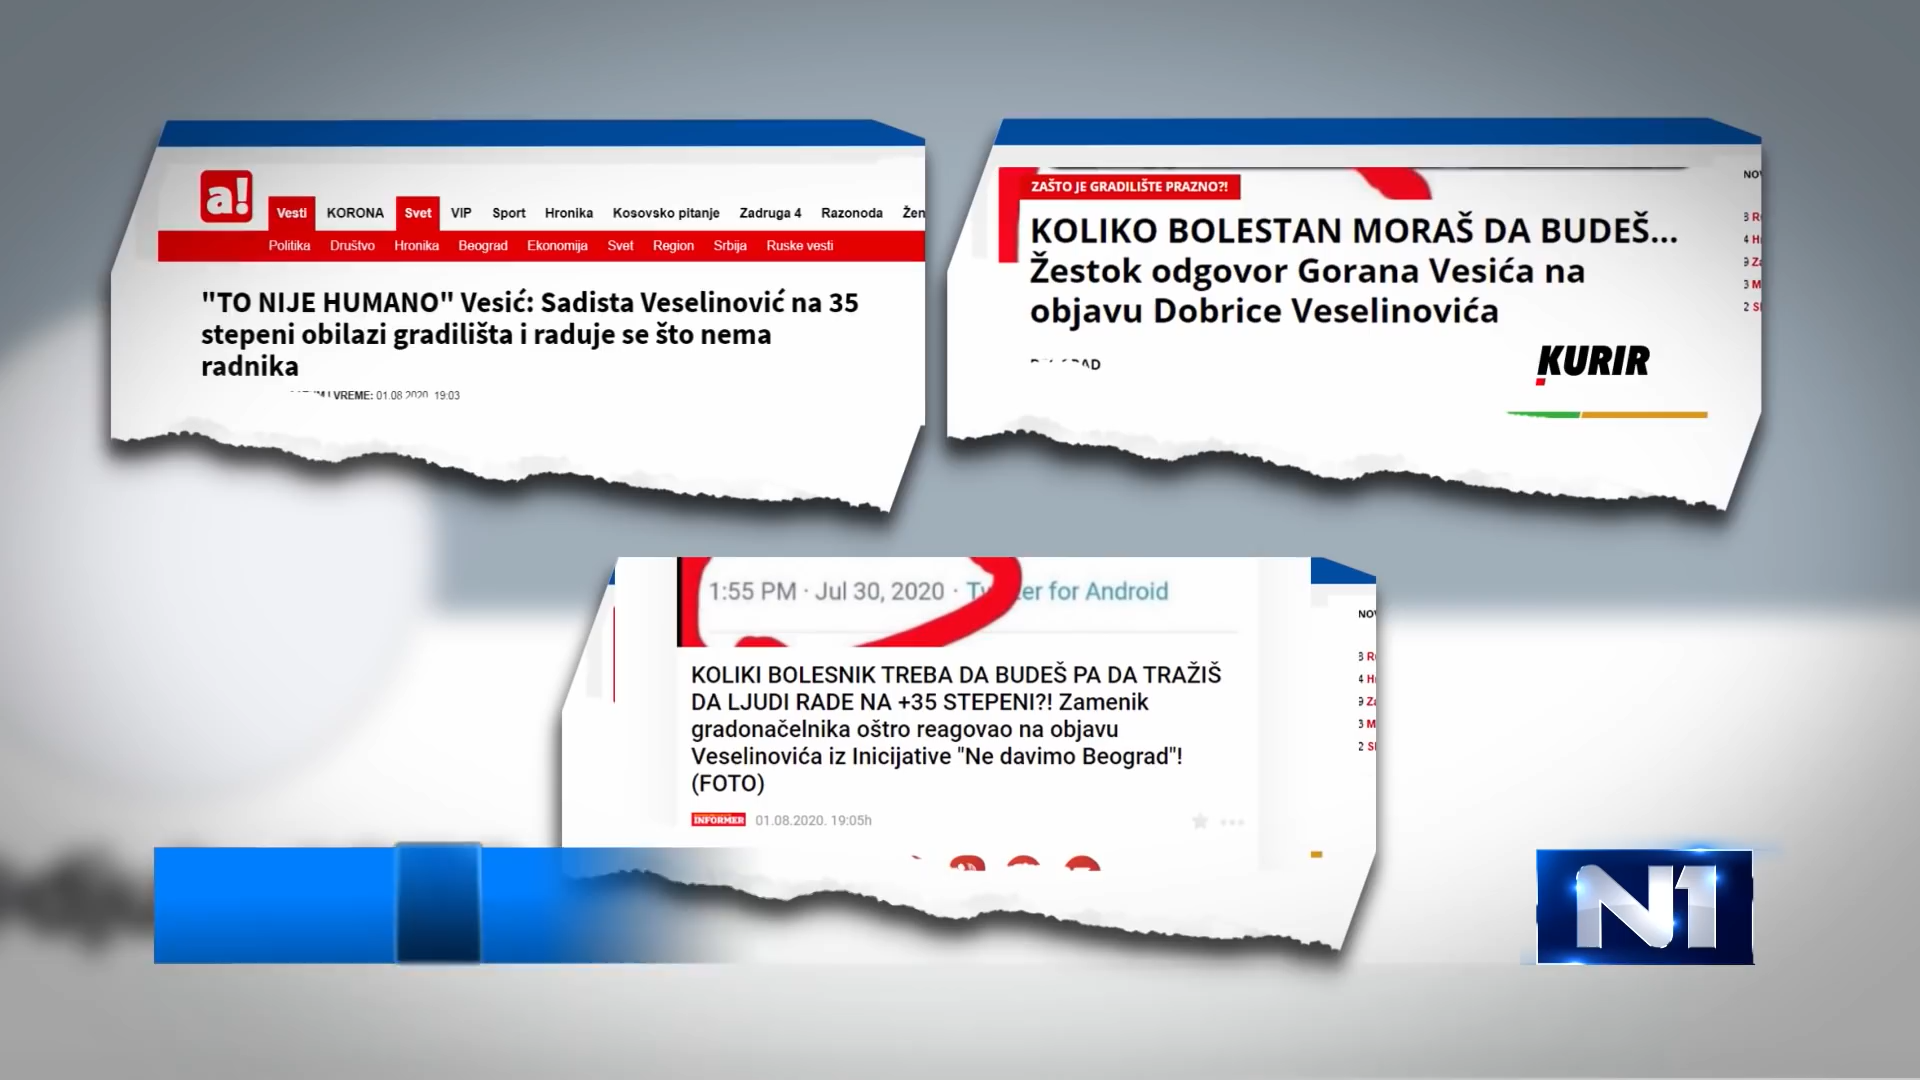 a!
Vesti KORONA Svet VIP Sport Hronika Kosovsko pitanje Zadruga 4 Razonoda
Politika Društvo Hronika Beograd Ekonomija Svet Region Srbija Ruske vesti
"TO NIJE HUMANO" Vesić: Sadista Veselinović na 35
stepeni obilazi gradilišta i raduje se što nema
radnika
VREME: 01.08.2020. 19:03
ZAŠTO JE GRADILIŠTE PRAZNO?!
KOLIKO BOLESTAN MORAŠ DA BUDEŠ...
Žestok odgovor Gorana Vesića na
objavu Dobrice Veselinovića
KURIR
1:55 PM · Jul 30, 2020 · for Android
KOLIKI BOLESNIK TREBA DA BUDEŠ PA DA TRAŽIŠ
DA LJUDI RADE NA +35 STEPENI?! Zamenik
gradonačelnika oštro reagovao na objavu
Veselinovića iz Inicijative "Ne davimo Beograd"!
(FOTO)
INFORMER 01.08.2020. 19:05h
N1